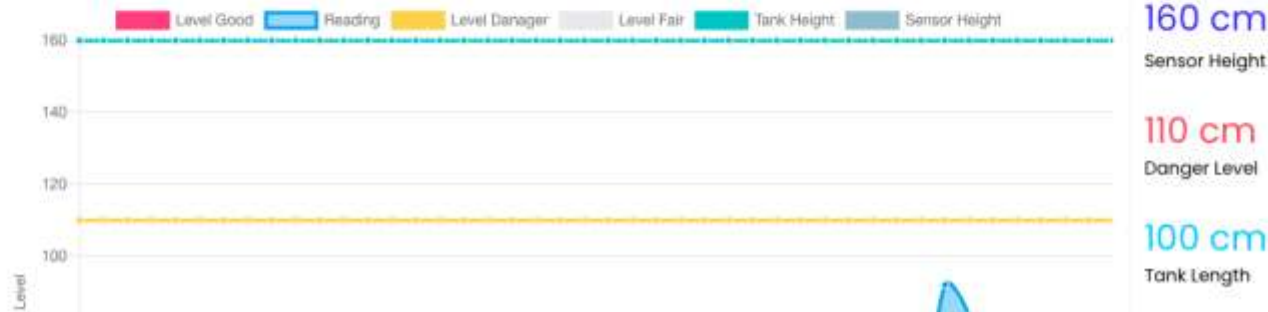 Level Good Reading Level Danager Level Fair Tank Height Sensor Height
160
140
120
100
Level
160 cm
Sensor Height
110 cm
Danger Level
100 cm
Tank Length